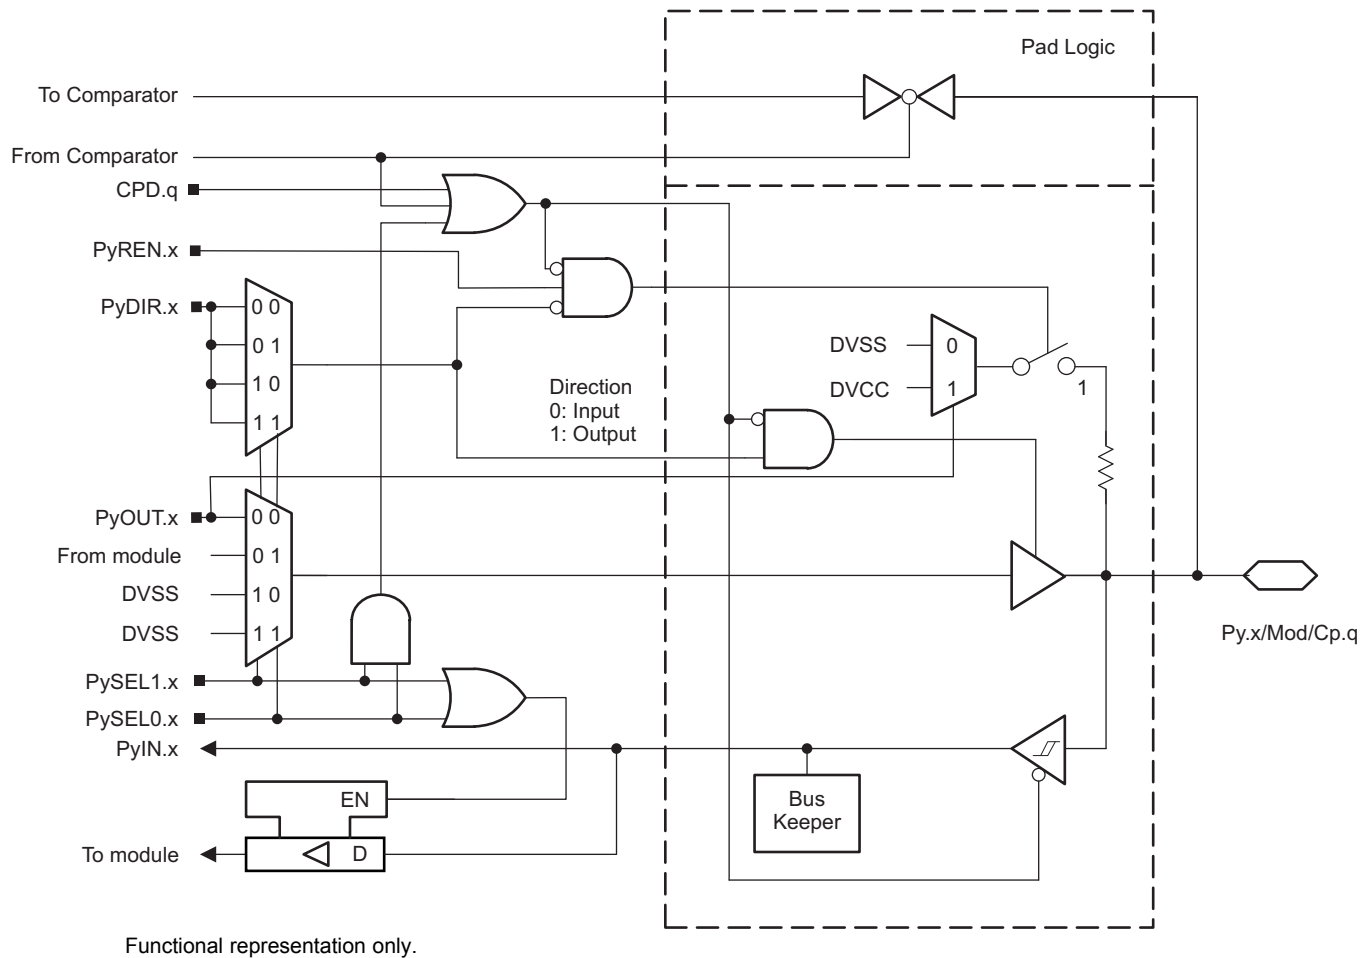 Pad Logic
To Comparator
From Comparator
CPD.q
PyREN.x
PyDIR.x
0 0
0 1
1 0
1 1
Direction
0: Input
1: Output
DVSS
0
DVCC
1
1
PyOUT.x
0 0
From module
0 1
DVSS
1 0
DVSS
1 1
Py.x/Mod/Cp.q
PySEL1.x
PySEL0.x
PyIN.x
Bus
Keeper
EN
To module
D
Functional representation only.